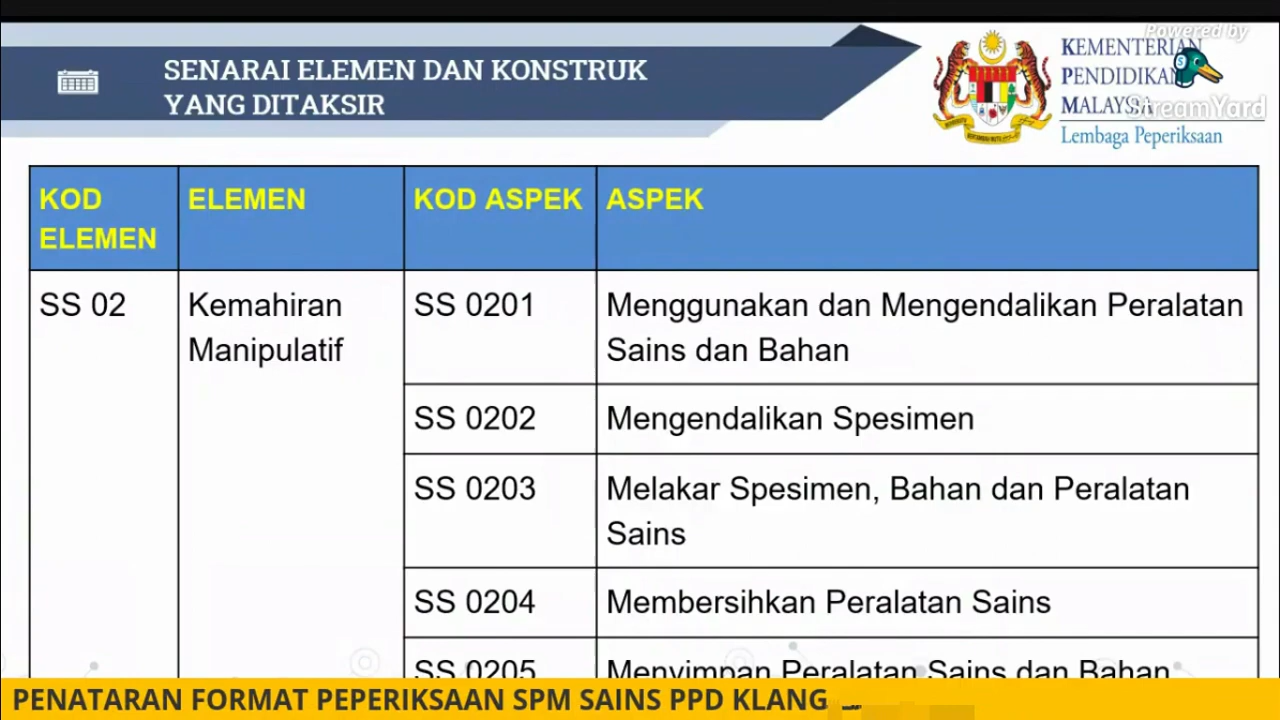 SENARAI ELEMEN DAN KONSTRUK
YANG DITAKSIR
Powered by
StreamYard
KEMENTERIAN
PENDIDIKAN
MALAYSIA
Lembaga Peperiksaan
KOD
ELEMEN
ELEMEN
KOD ASPEK
ASPEK
SS 02
Kemahiran
Manipulatif
SS 0201
Menggunakan dan Mengendalikan Peralatan
Sains dan Bahan
SS 0202
Mengendalikan Spesimen
SS 0203
Melakar Spesimen, Bahan dan Peralatan
Sains
SS 0204
Membersihkan Peralatan Sains
SS 0205
Menyimpan Peralatan Sains dan Bahan
PENATARAN FORMAT PEPERIKSAAN SPM SAINS PPD KLANG